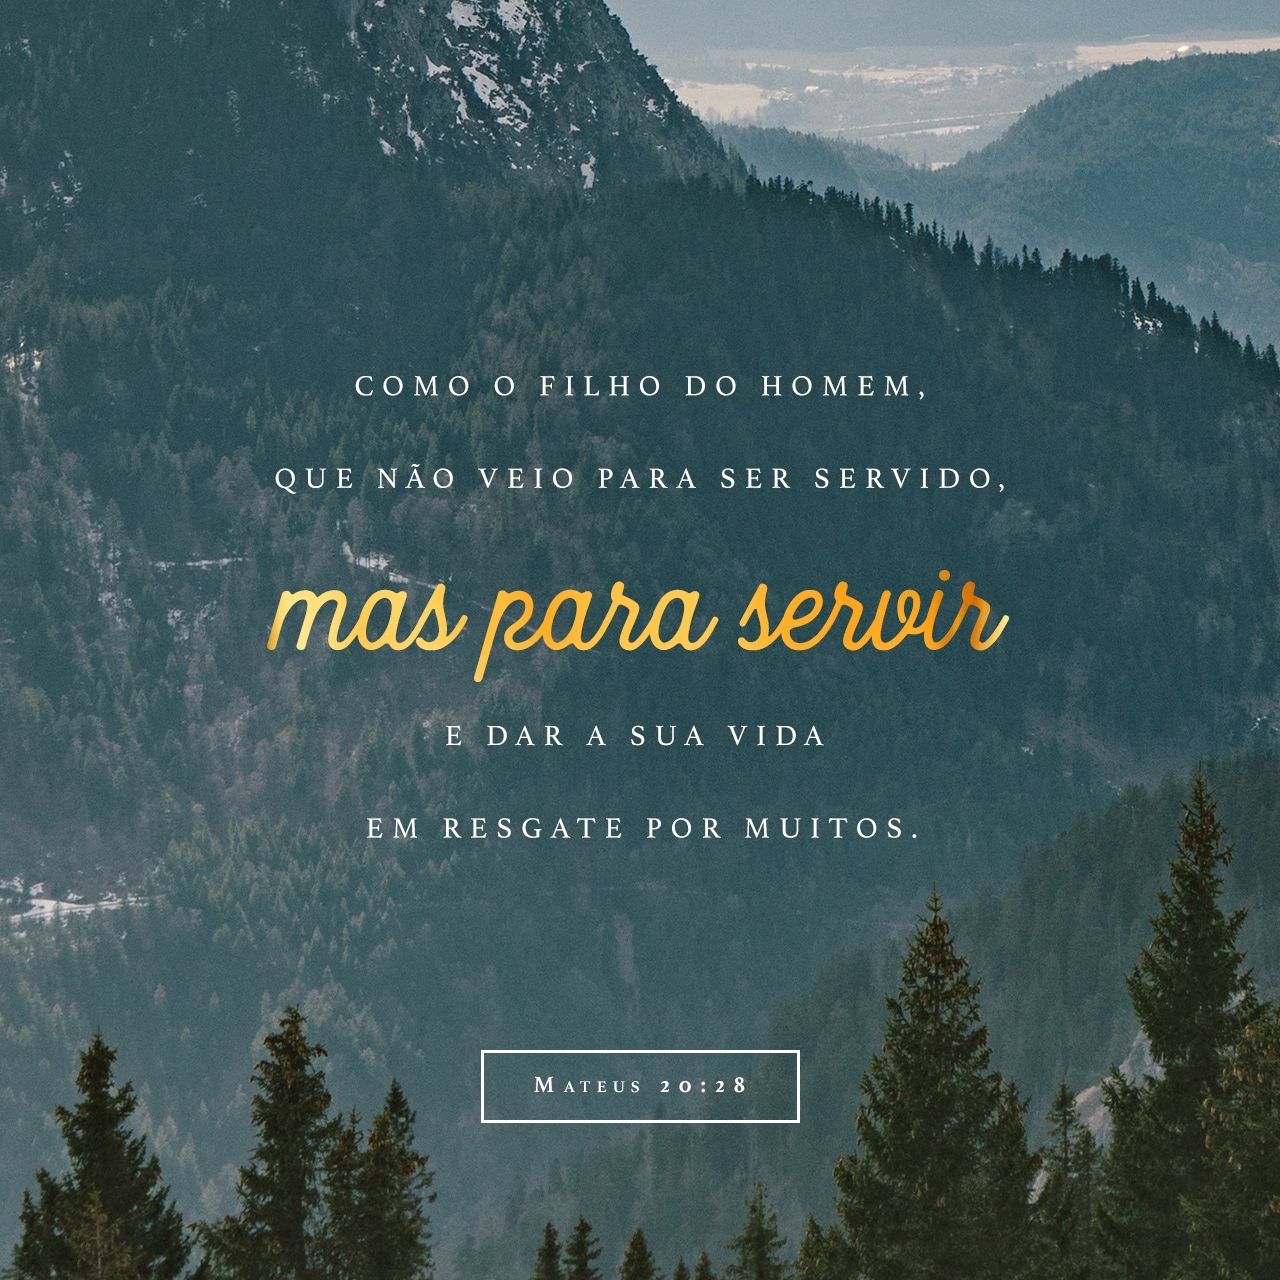 COMO O FILHO DO HOMEM,
QUE NÃO VEIO PARA SER SERVIDO,
mas para servir
E DAR A SUA VIDA
EM RESGATE POR MUITOS.
MATEUS 20:28